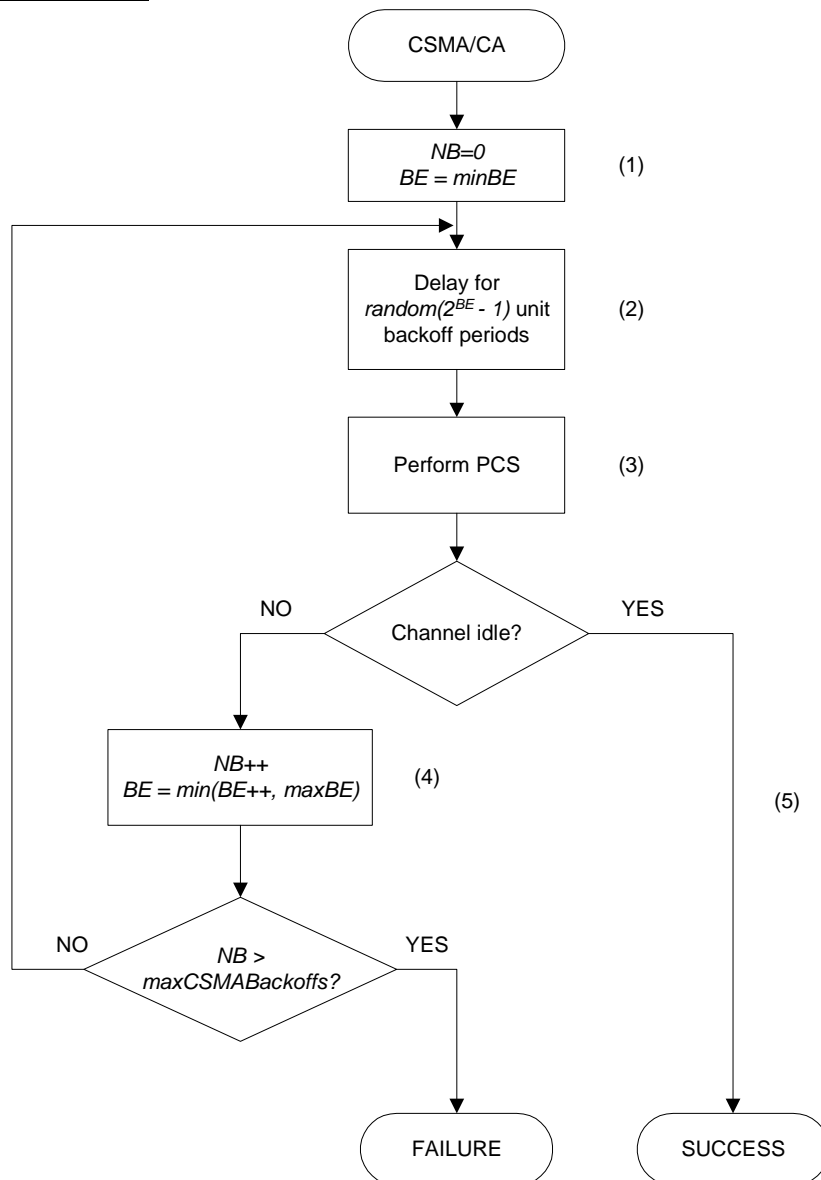 CSMA/CA
NB=0
BE = minBE
(1)
Delay for
random(2^BE - 1) unit
backoff periods
(2)
Perform PCS
(3)
NO
YES
Channel idle?
NB++
BE = min(BE++, maxBE)
(4)
(5)
NO
YES
NB >
maxCSMABackoffs?
FAILURE
SUCCESS